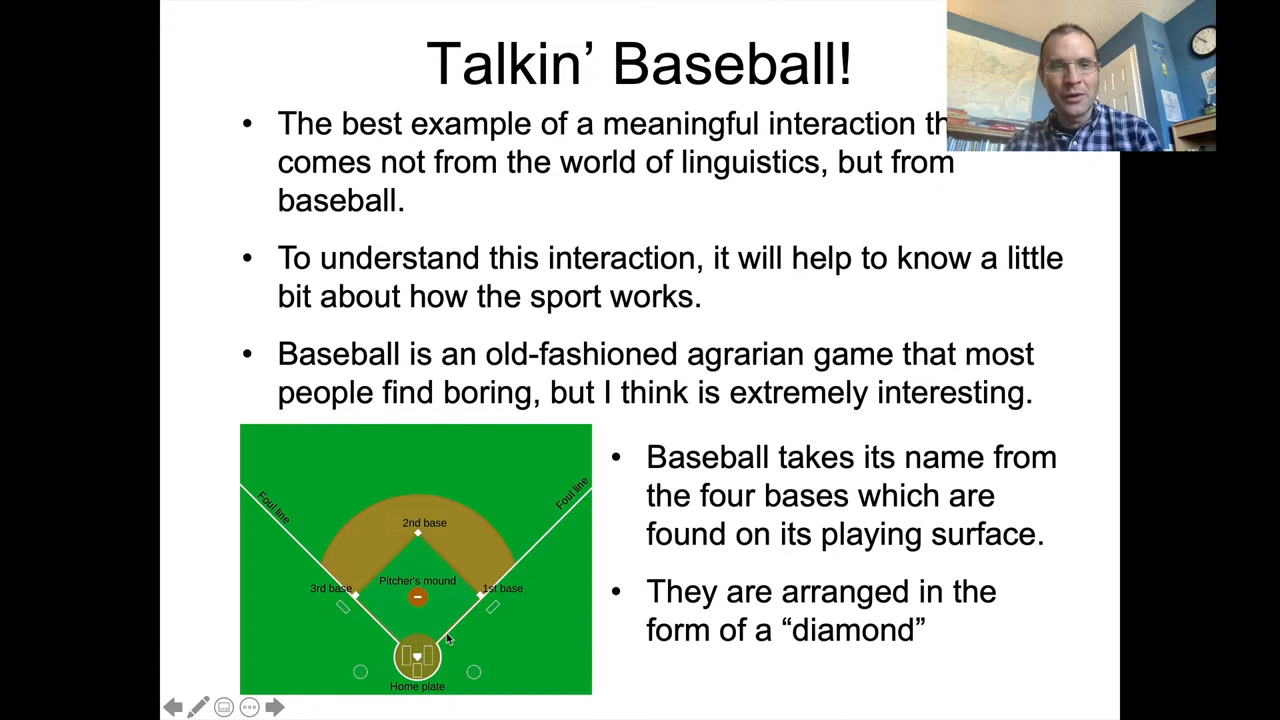 Talkin’ Baseball!
• The best example of a meaningful interaction
comes not from the world of linguistics, but from
baseball.
• To understand this interaction, it will help to know a little
bit about how the sport works.
• Baseball is an old-fashioned agrarian game that most
people find boring, but I think is extremely interesting.
Foul line
Foul line
2nd base
Pitcher's mound
3rd base
1st base
Home plate
• Baseball takes its name from
the four bases which are
found on its playing surface.
• They are arranged in the
form of a “diamond”